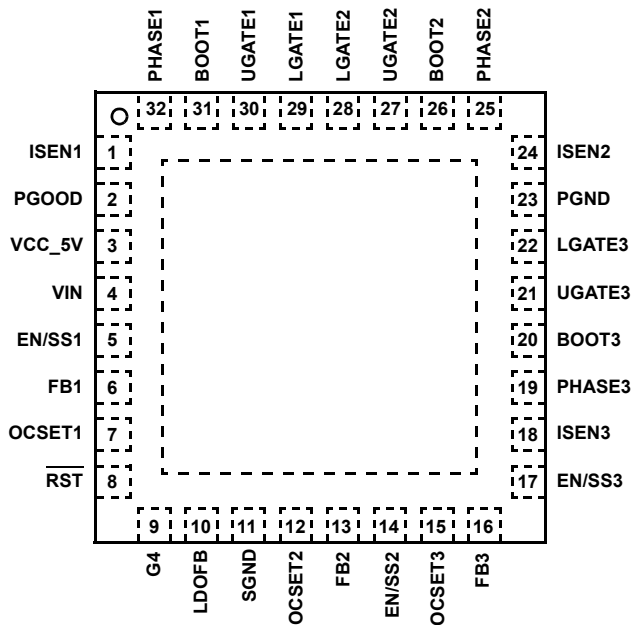 PHASE1 BOOT1 UGATE1 LGATE1 LGATE2 UGATE2 BOOT2 PHASE2
32 31 30 29 28 27 26 25
ISEN1 1 24 ISEN2
PGOOD 2 23 PGND
VCC_5V 3 22 LGATE3
VIN 4 21 UGATE3
EN/SS1 5 20 BOOT3
FB1 6 19 PHASE3
OCSET1 7 18 ISEN3
RST 8 17 EN/SS3
9 10 11 12 13 14 15 16
G4 LDOFB SGND OCSET2 FB2 EN/SS2 OCSET3 FB3